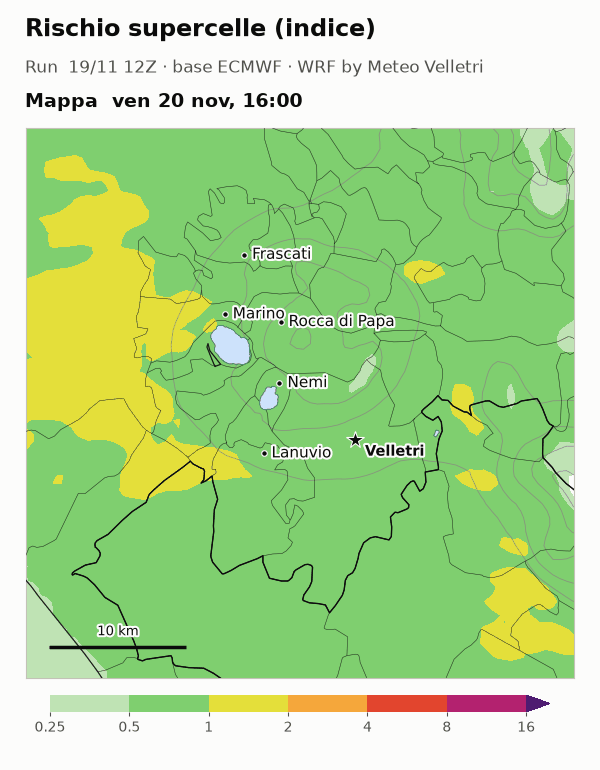 Rischio supercelle (indice)
Run  19/11 12Z · base ECMWF · WRF by Meteo Velletri
Mappa  ven 20 nov, 16:00
Frascati
Marino
Rocca di Papa
Nemi
Velletri
Lanuvio
10 km
0.25 0.5 1 2 4 8 16